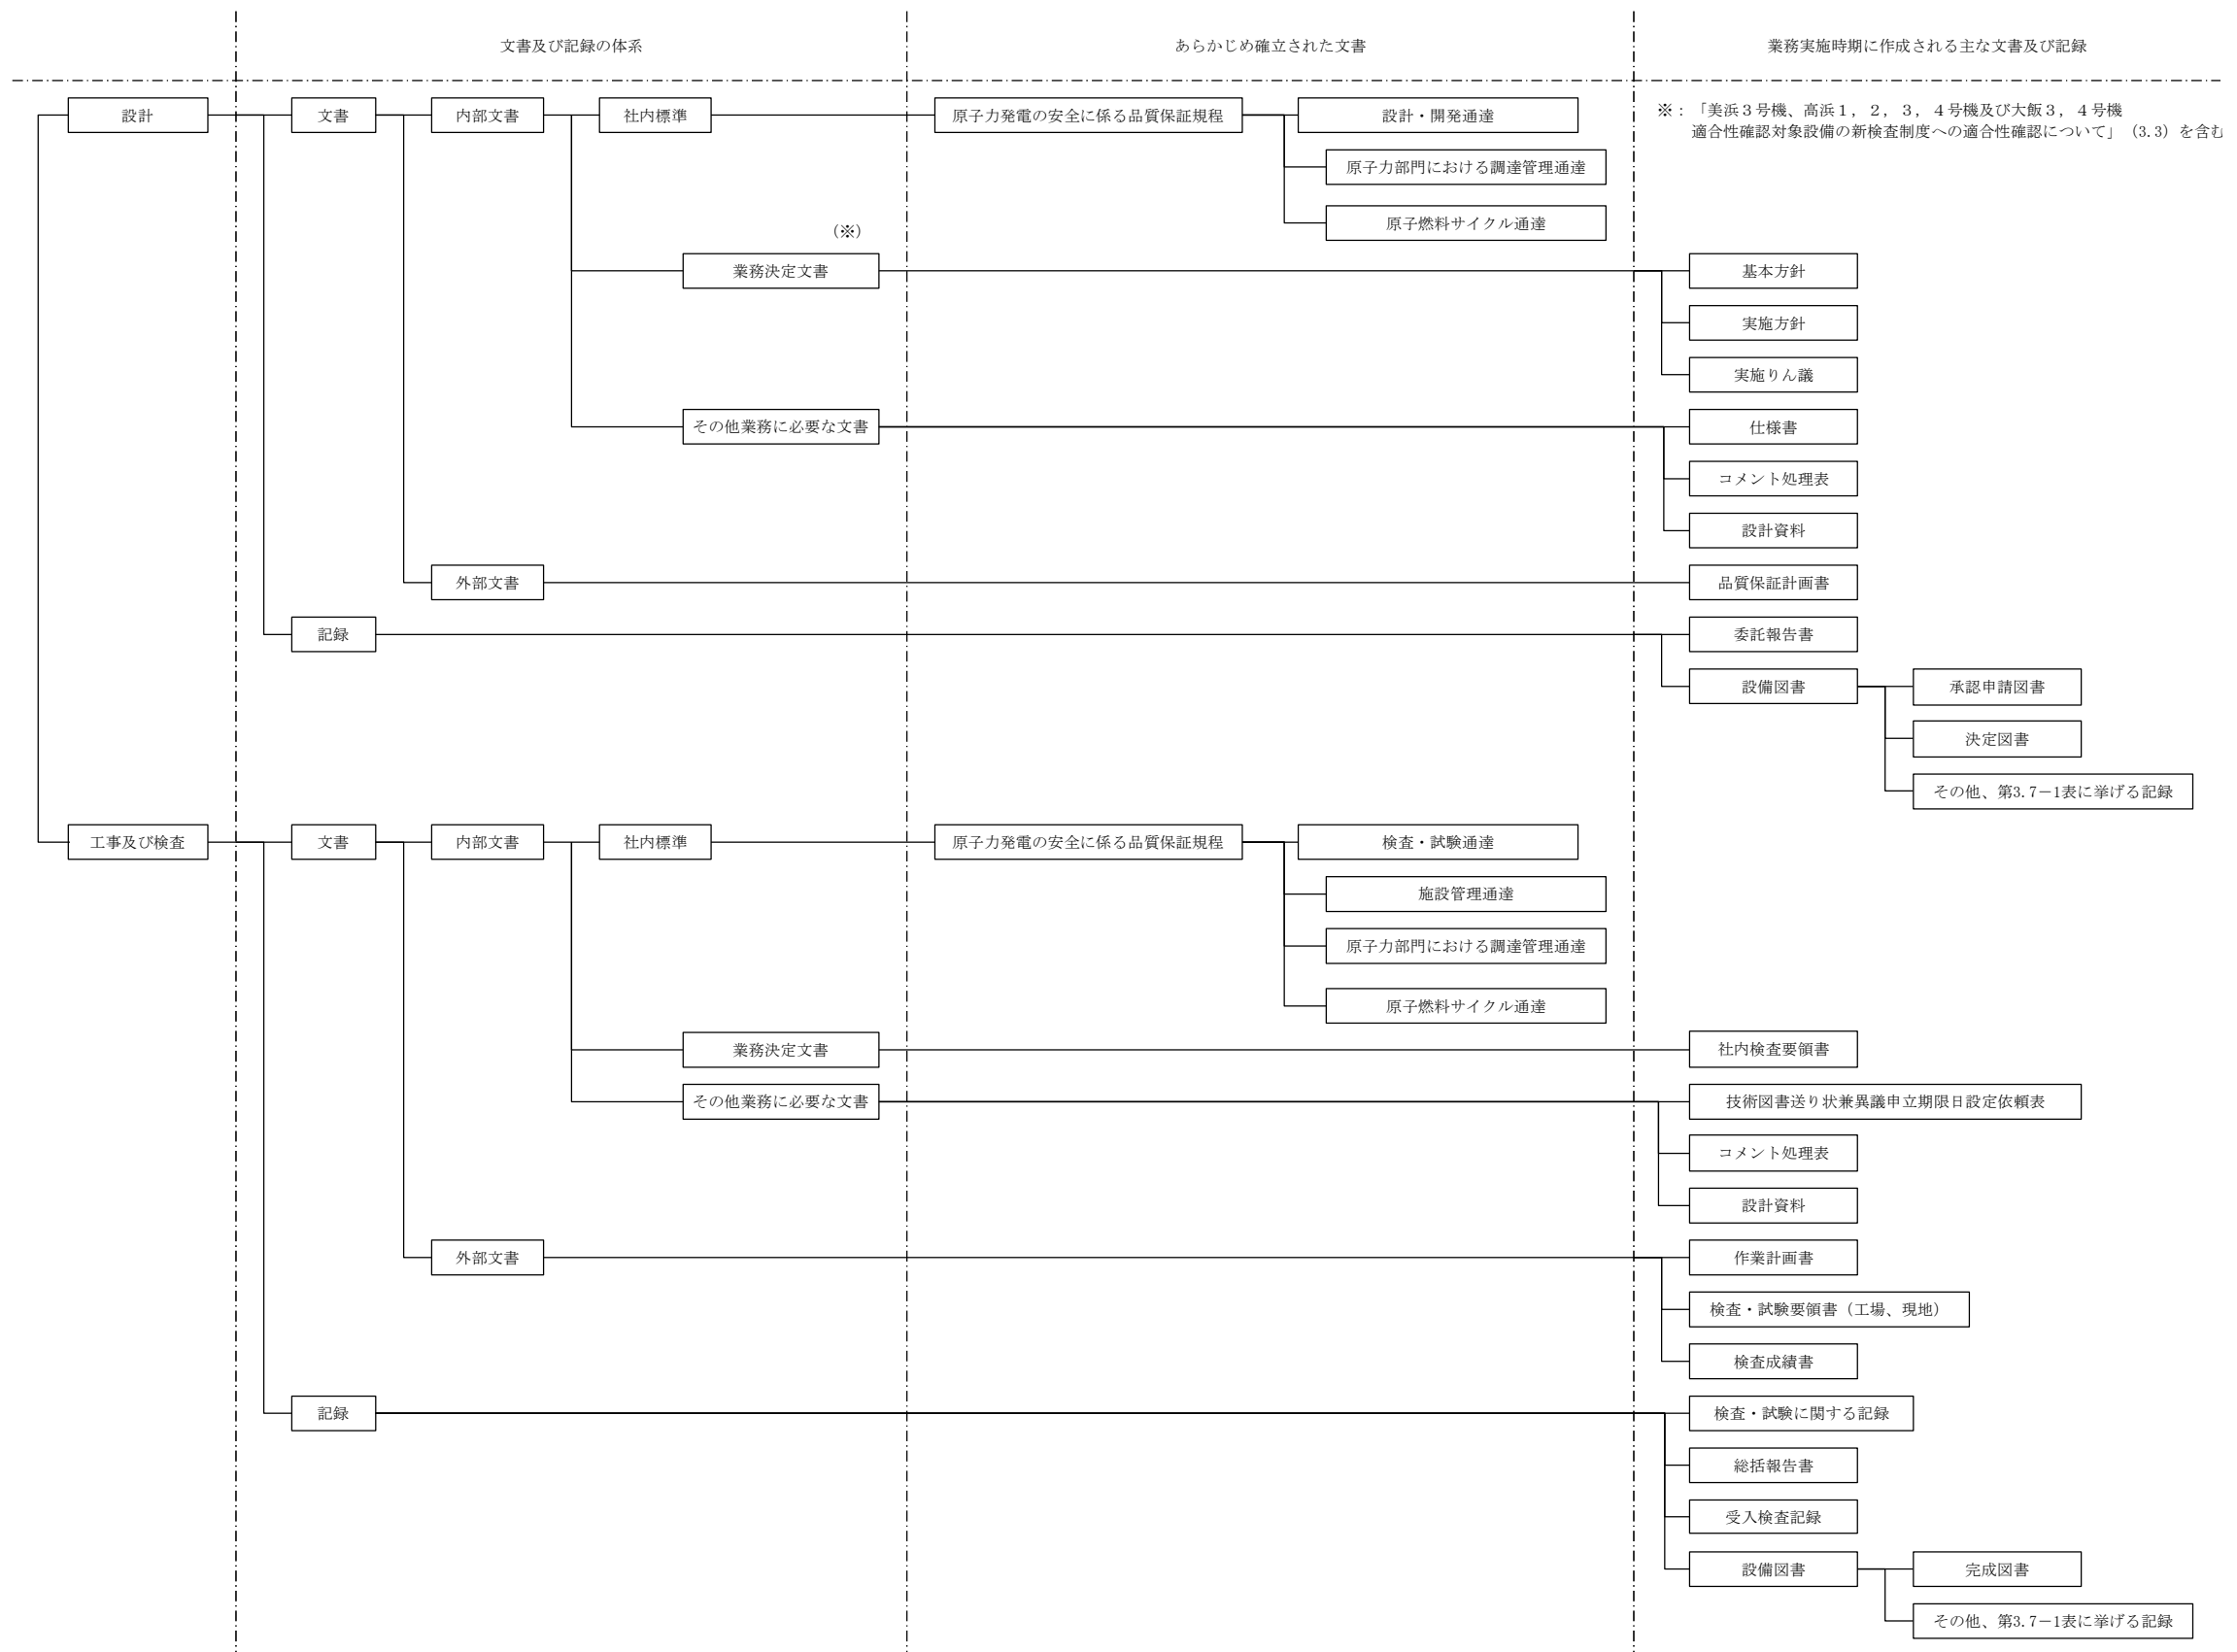 文書及び記録の体系
あらかじめ確立された文書
業務実施時期に作成される主な文書及び記録
設計
文書
内部文書
社内標準
原子力発電の安全に係る品質保証規程
設計・開発通達
※：「美浜３号機、高浜１，２，３，４号機及び大飯３，４号機
適合性確認対象設備の新検査制度への適合性確認について」（3.3）を含む
原子力部門における調達管理通達
原子燃料サイクル通達
（※）
業務決定文書
基本方針
実施方針
実施りん議
その他業務に必要な文書
仕様書
コメント処理表
設計資料
外部文書
品質保証計画書
記録
委託報告書
設備図書
承認申請図書
決定図書
その他、第3.7－1表に挙げる記録
工事及び検査
文書
内部文書
社内標準
原子力発電の安全に係る品質保証規程
検査・試験通達
施設管理通達
原子力部門における調達管理通達
原子燃料サイクル通達
業務決定文書
社内検査要領書
その他業務に必要な文書
技術図書送り状兼異議申立期限日設定依頼表
コメント処理表
設計資料
外部文書
作業計画書
検査・試験要領書（工場、現地）
検査成績書
記録
検査・試験に関する記録
総括報告書
受入検査記録
設備図書
完成図書
その他、第3.7－1表に挙げる記録